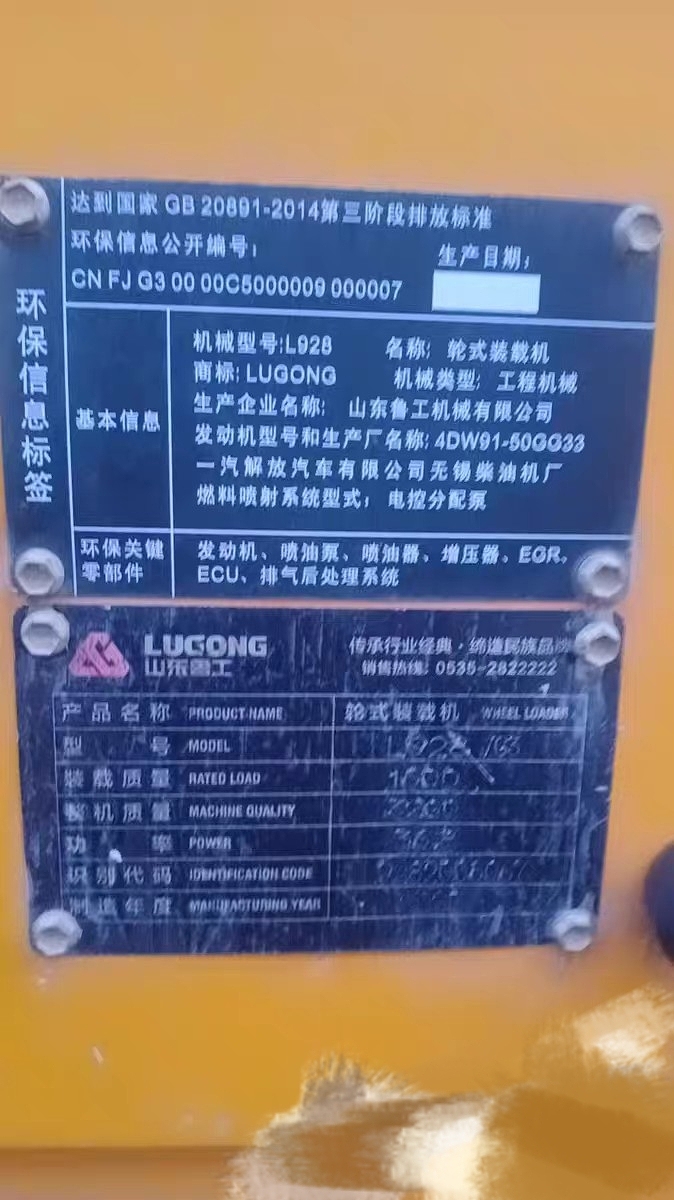 达到国家 GB 20891-2014第三阶段排放标准
环保信息公开编号：
生产日期：
CN FJ G3 00 00C5000009 000007
环保信息标签
基本信息
机械型号:L928 名称: 轮式装载机
商标: LUGONG 机械类型: 工程机械
生产企业名称: 山东鲁工机械有限公司
发动机型号和生产厂名称: 4DW91-50GG33
一汽解放汽车有限公司无锡柴油机厂
燃料喷射系统型式: 电控分配泵
环保关键零部件
发动机、喷油泵、喷油器、增压器、EGR、
ECU、排气后处理系统
LUGONG
山东鲁工
传承行业经典·缔造民族品
销售热线: 0535-2822222
产品名称 PRODUCT NAME 轮式装载机 WHEEL LOADER
型号 MODEL
装载质量 RATED LOAD
整机质量 MACHINE QUALITY
功率 POWER
识别代码 IDENTIFICATION CODE
制造年度 MANUFACTURING YEAR